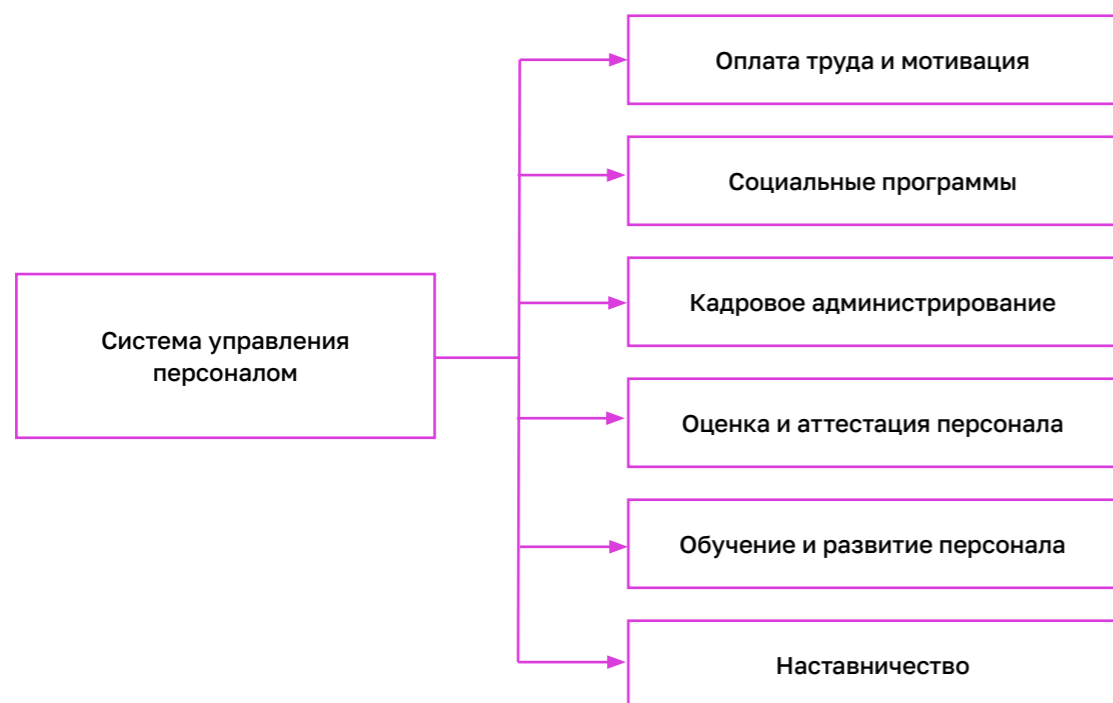 Оплата труда и мотивация
Социальные программы
Кадровое администрирование
Система управления
персоналом
Оценка и аттестация персонала
Обучение и развитие персонала
Наставничество